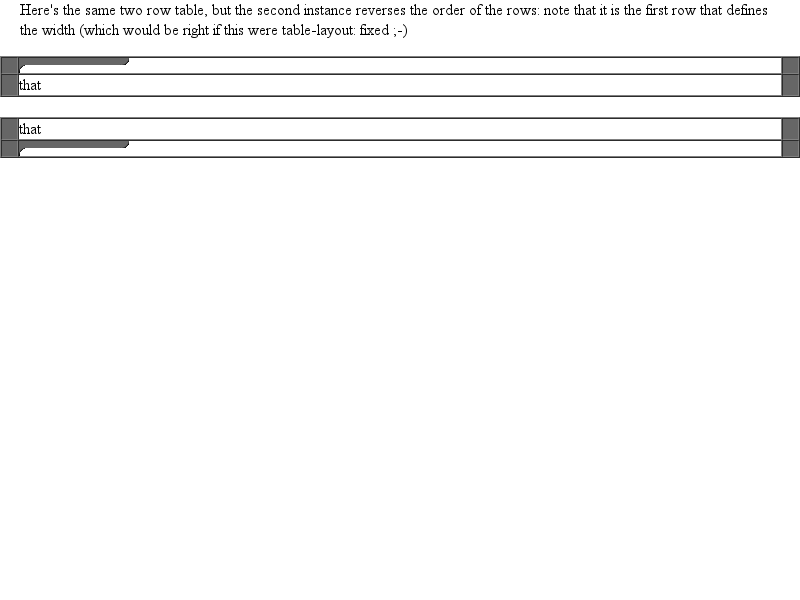 Here's the same two row table, but the second instance reverses the order of the rows: note that it is the first row that defines
the width (which would be right if this were table-layout: fixed ;-)
that
that